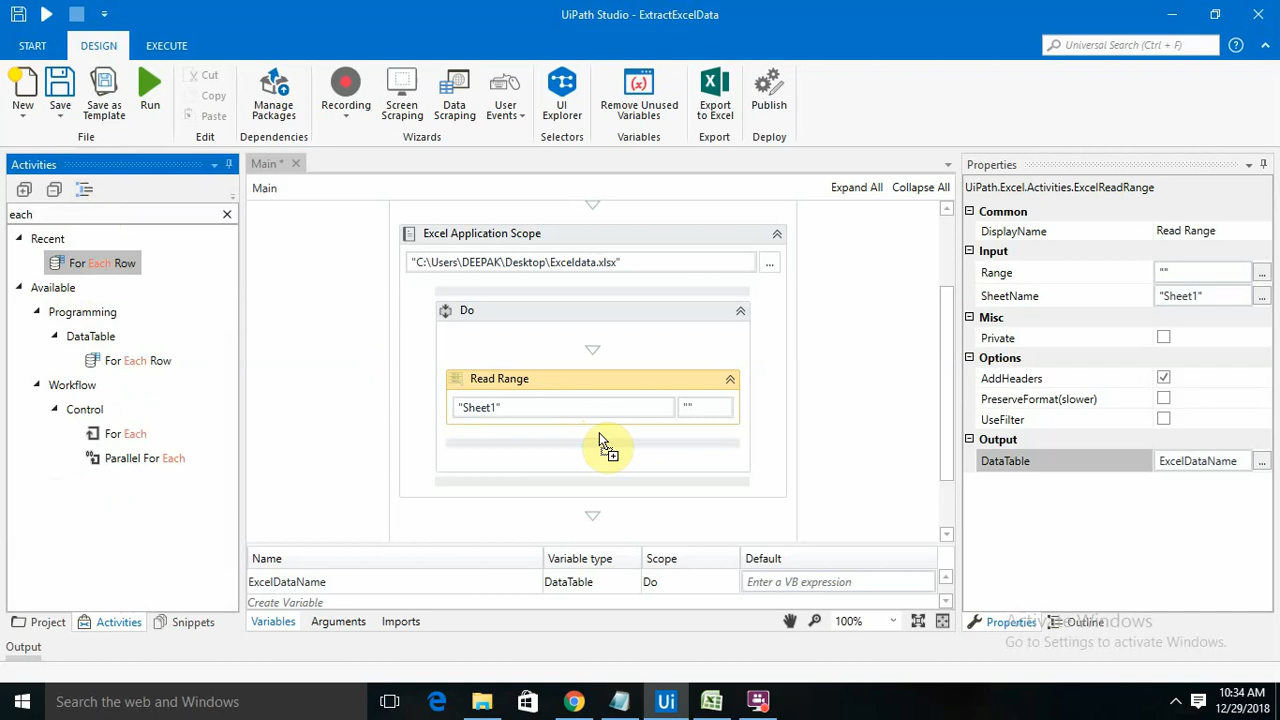 UiPath Studio - ExtractExcelData
START
DESIGN
EXECUTE
Universal Search (Ctrl + F)
New
Save
Save as Template
Run
Cut
Copy
Paste
Manage Packages
Recording
Screen Scraping
Data Scraping
User Events
UI Explorer
Remove Unused Variables
Export to Excel
Publish
File
Edit
Dependencies
Wizards
Selectors
Variables
Export
Deploy
Activities
each
Recent
For Each Row
Available
Programming
DataTable
For Each Row
Workflow
Control
For Each
Parallel For Each
Project
Activities
Snippets
Output
Main *
Main
Expand All
Collapse All
Excel Application Scope
"C:\Users\DEEPAK\Desktop\Exceldata.xlsx"
...
Do
Read Range
"Sheet1"
""
Name
Variable type
Scope
Default
ExcelDataName
DataTable
Do
Enter a VB expression
Create Variable
Variables
Arguments
Imports
100%
Properties
UiPath.Excel.Activities.ExcelReadRange
Common
DisplayName
Read Range
Input
Range
""
...
SheetName
"Sheet1"
...
Misc
Private
Options
AddHeaders
PreserveFormat(slower)
UseFilter
Output
DataTable
ExcelDataName
...
Properties
Outline
Activate Windows
Go to Settings to activate Windows.
Search the web and Windows
Ui
10:34 AM
12/29/2018